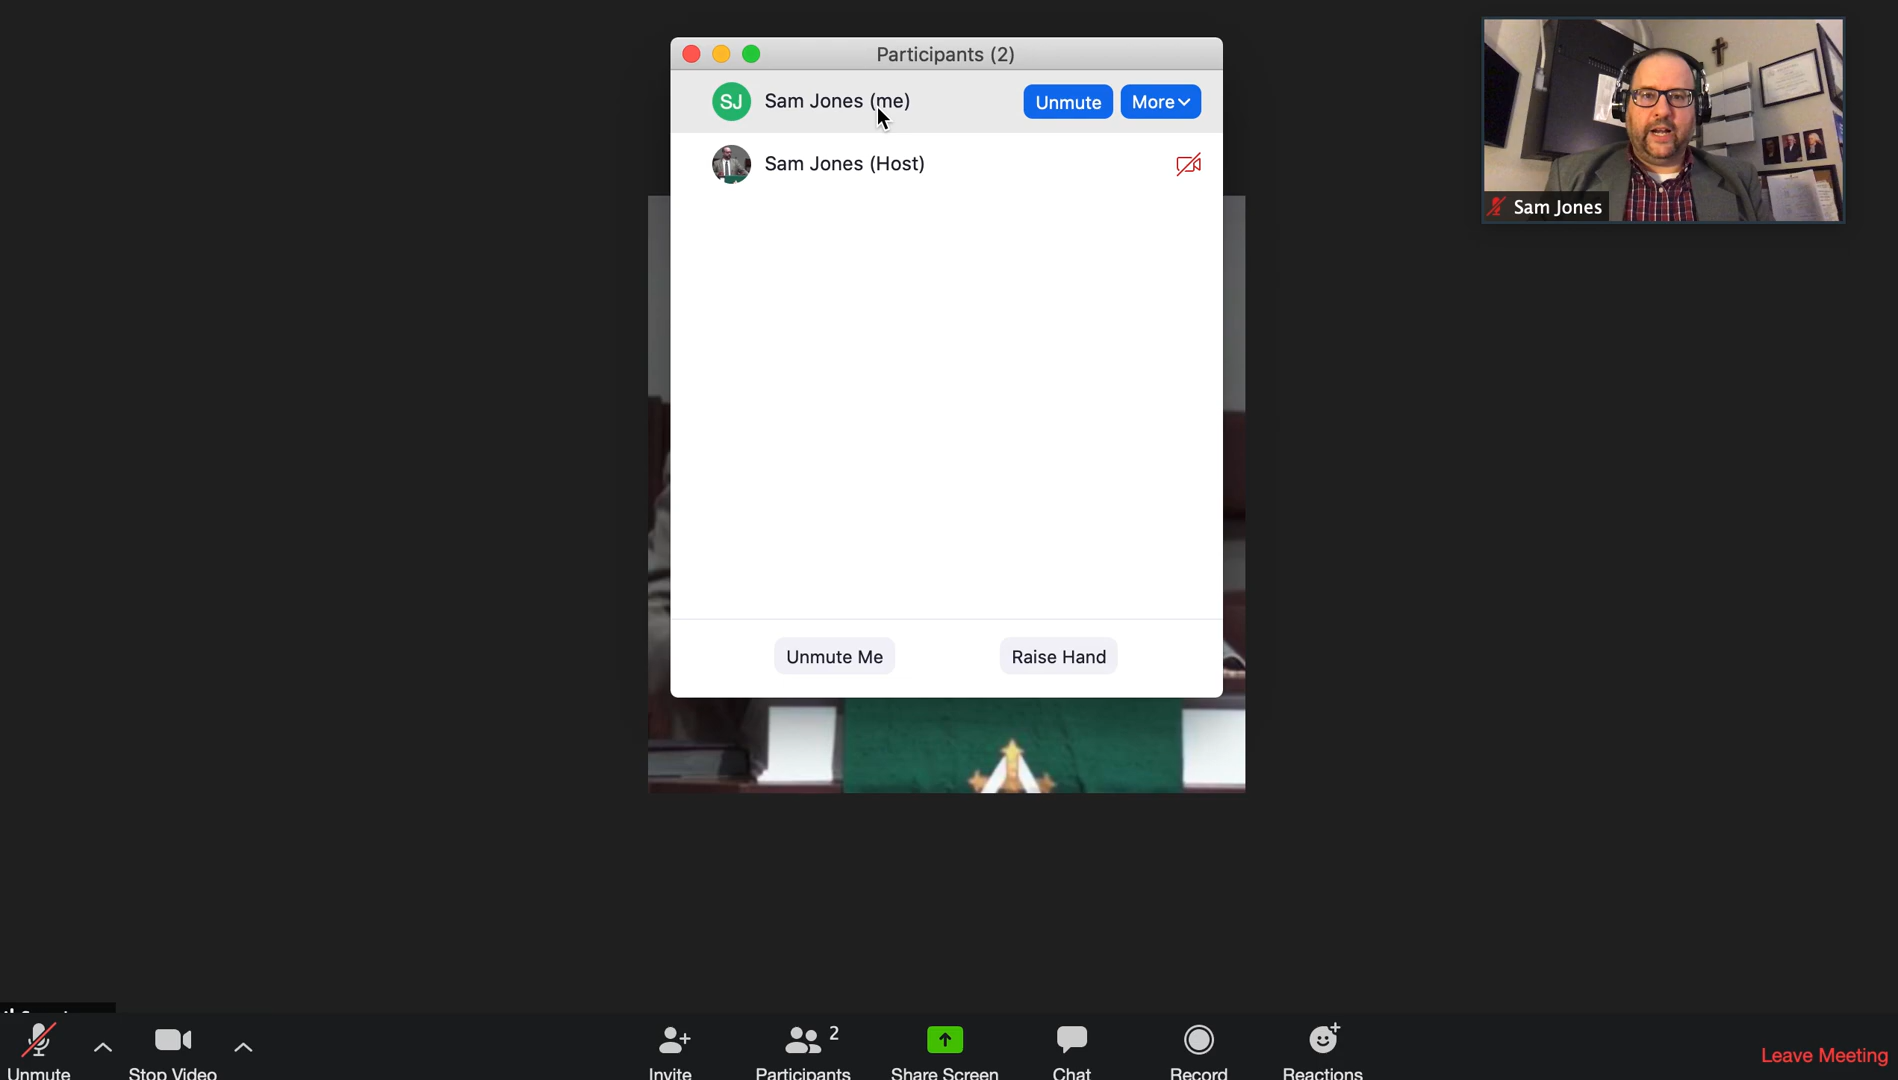 Participants (2)
SJ Sam Jones (me) Unmute More
Sam Jones (Host)
Sam Jones
Unmute Me Raise Hand
2
Unmute Stop Video Invite Participants Share Screen Chat Record Reactions Leave Meeting